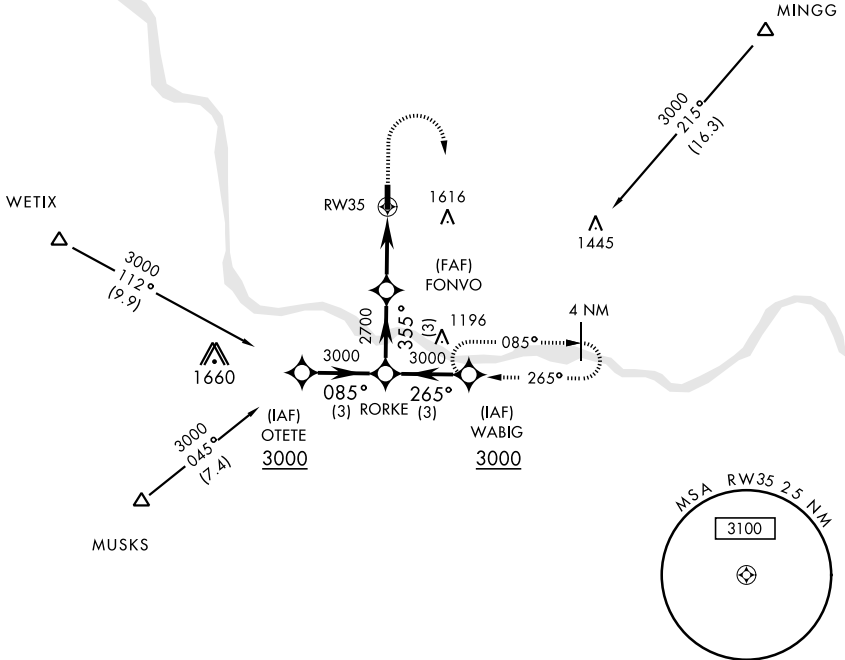 MINGG
3000
215°
(16.3)
RW35
1616
1445
WETIX
3000
112°
(9.9)
(FAF)
FONVO
2700
355°
(3)
1196
4 NM
085°
265°
1660
3000
3000
085°
(3)
RORKE
265°
(3)
(IAF)
OTETE
3000
(IAF)
WABIG
3000
3000
045°
(7.4)
MUSKS
MSA RW35 25 NM
3100